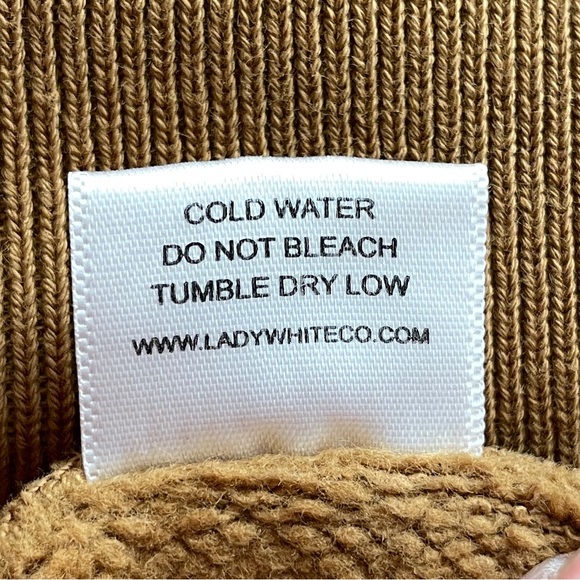 COLD WATER
DO NOT BLEACH
TUMBLE DRY LOW
WWW.LADYWHITECO.COM